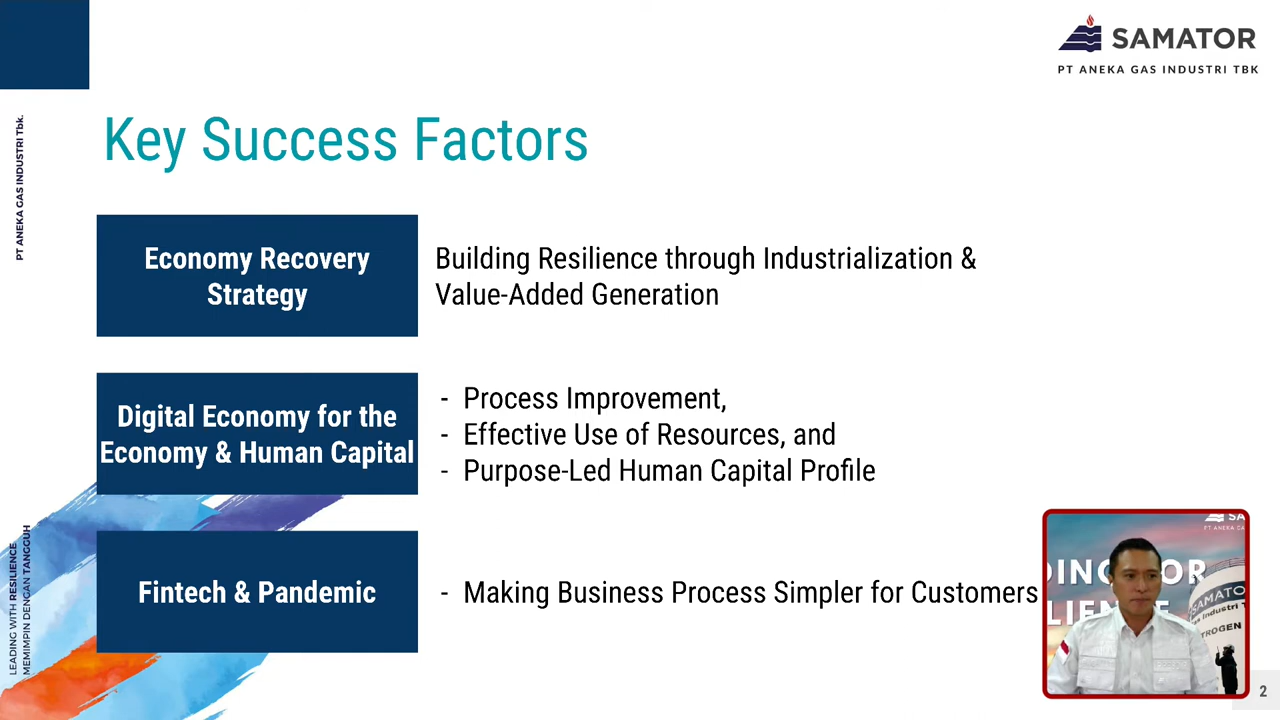 SAMATOR
PT ANEKA GAS INDUSTRI TBK
PT ANEKA GAS INDUSTRI Tbk.
Key Success Factors
Economy Recovery
Strategy
Building Resilience through Industrialization &
Value-Added Generation
Digital Economy for the
Economy & Human Capital
- Process Improvement,
- Effective Use of Resources, and
- Purpose-Led Human Capital Profile
Fintech & Pandemic
- Making Business Process Simpler for Customers
LEADING WITH RESILIENCE
MEMIMPIN DENGAN TANGGUH
SAMATO
TROGEN
2